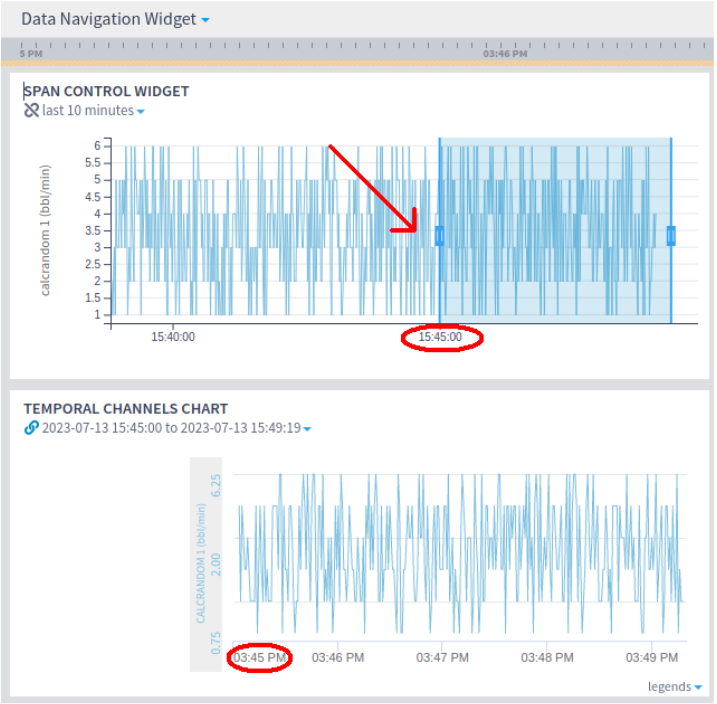 Data Navigation Widget
5 PM 03:46 PM
SPAN CONTROL WIDGET
last 10 minutes
calcrandom 1 (bbl/min)
6
5.5
5
4.5
4
3.5
3
2.5
2
1.5
1
15:40:00 15:45:00
TEMPORAL CHANNELS CHART
2023-07-13 15:45:00 to 2023-07-13 15:49:19
CALCRANDOM 1 (bbl/min)
6.25
2.00
0.75
03:45 PM 03:46 PM 03:47 PM 03:48 PM 03:49 PM
legends